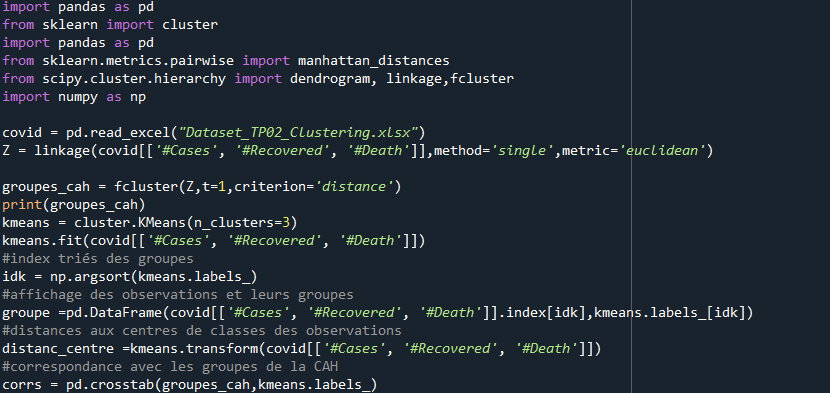 import pandas as pd
from sklearn import cluster
import pandas as pd
from sklearn.metrics.pairwise import manhattan_distances
from scipy.cluster.hierarchy import dendrogram, linkage,fcluster
import numpy as np

covid = pd.read_excel("Dataset_TP02_Clustering.xlsx")
Z = linkage(covid[['#Cases', '#Recovered', '#Death']],method='single',metric='euclidean')

groupes_cah = fcluster(Z,t=1,criterion='distance')
print(groupes_cah)
kmeans = cluster.KMeans(n_clusters=3)
kmeans.fit(covid[['#Cases', '#Recovered', '#Death']])
#index triés des groupes
idk = np.argsort(kmeans.labels_)
#affichage des observations et leurs groupes
groupe =pd.DataFrame(covid[['#Cases', '#Recovered', '#Death']].index[idk],kmeans.labels_[idk])
#distances aux centres de classes des observations
distanc_centre =kmeans.transform(covid[['#Cases', '#Recovered', '#Death']])
#correspondance avec les groupes de la CAH
corrs = pd.crosstab(groupes_cah,kmeans.labels_)